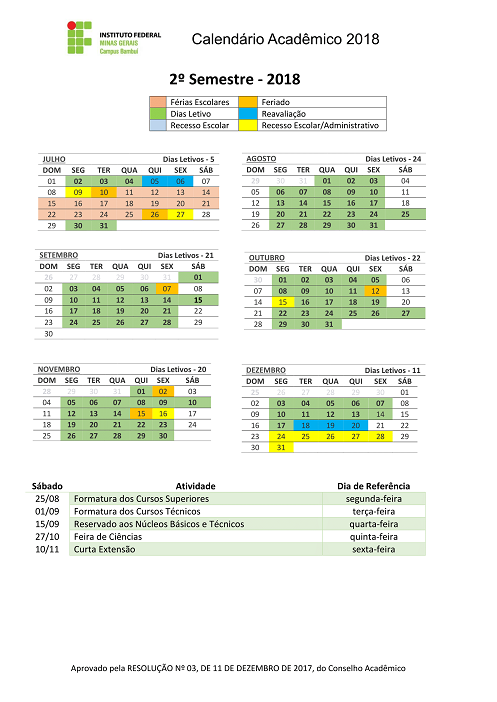 INSTITUTO FEDERAL
MINAS GERAIS
Campus Bambuí
Calendário Acadêmico 2018
2º Semestre - 2018
Férias Escolares Feriado
Dias Letivo Reavaliação
Recesso Escolar Recesso Escolar/Administrativo
JULHO Dias Letivos - 5
DOM SEG TER QUA QUI SEX SÁB
01 02 03 04 05 06 07
08 09 10 11 12 13 14
15 16 17 18 19 20 21
22 23 24 25 26 27 28
29 30 31
AGOSTO Dias Letivos - 24
DOM SEG TER QUA QUI SEX SÁB
29 30 31 01 02 03 04
05 06 07 08 09 10 11
12 13 14 15 16 17 18
19 20 21 22 23 24 25
26 27 28 29 30 31
SETEMBRO Dias Letivos - 21
DOM SEG TER QUA QUI SEX SÁB
26 27 28 29 30 31 01
02 03 04 05 06 07 08
09 10 11 12 13 14 15
16 17 18 19 20 21 22
23 24 25 26 27 28 29
30
OUTUBRO Dias Letivos - 22
DOM SEG TER QUA QUI SEX SÁB
30 01 02 03 04 05 06
07 08 09 10 11 12 13
14 15 16 17 18 19 20
21 22 23 24 25 26 27
28 29 30 31
NOVEMBRO Dias Letivos - 20
DOM SEG TER QUA QUI SEX SÁB
28 29 30 31 01 02 03
04 05 06 07 08 09 10
11 12 13 14 15 16 17
18 19 20 21 22 23 24
25 26 27 28 29 30
DEZEMBRO Dias Letivos - 11
DOM SEG TER QUA QUI SEX SÁB
25 26 27 28 29 30 01
02 03 04 05 06 07 08
09 10 11 12 13 14 15
16 17 18 19 20 21 22
23 24 25 26 27 28 29
30 31
Sábado Atividade Dia de Referência
25/08 Formatura dos Cursos Superiores segunda-feira
01/09 Formatura dos Cursos Técnicos terça-feira
15/09 Reservado aos Núcleos Básicos e Técnicos quarta-feira
27/10 Feira de Ciências quinta-feira
10/11 Curta Extensão sexta-feira
Aprovado pela RESOLUÇÃO Nº 03, DE 11 DE DEZEMBRO DE 2017, do Conselho Acadêmico